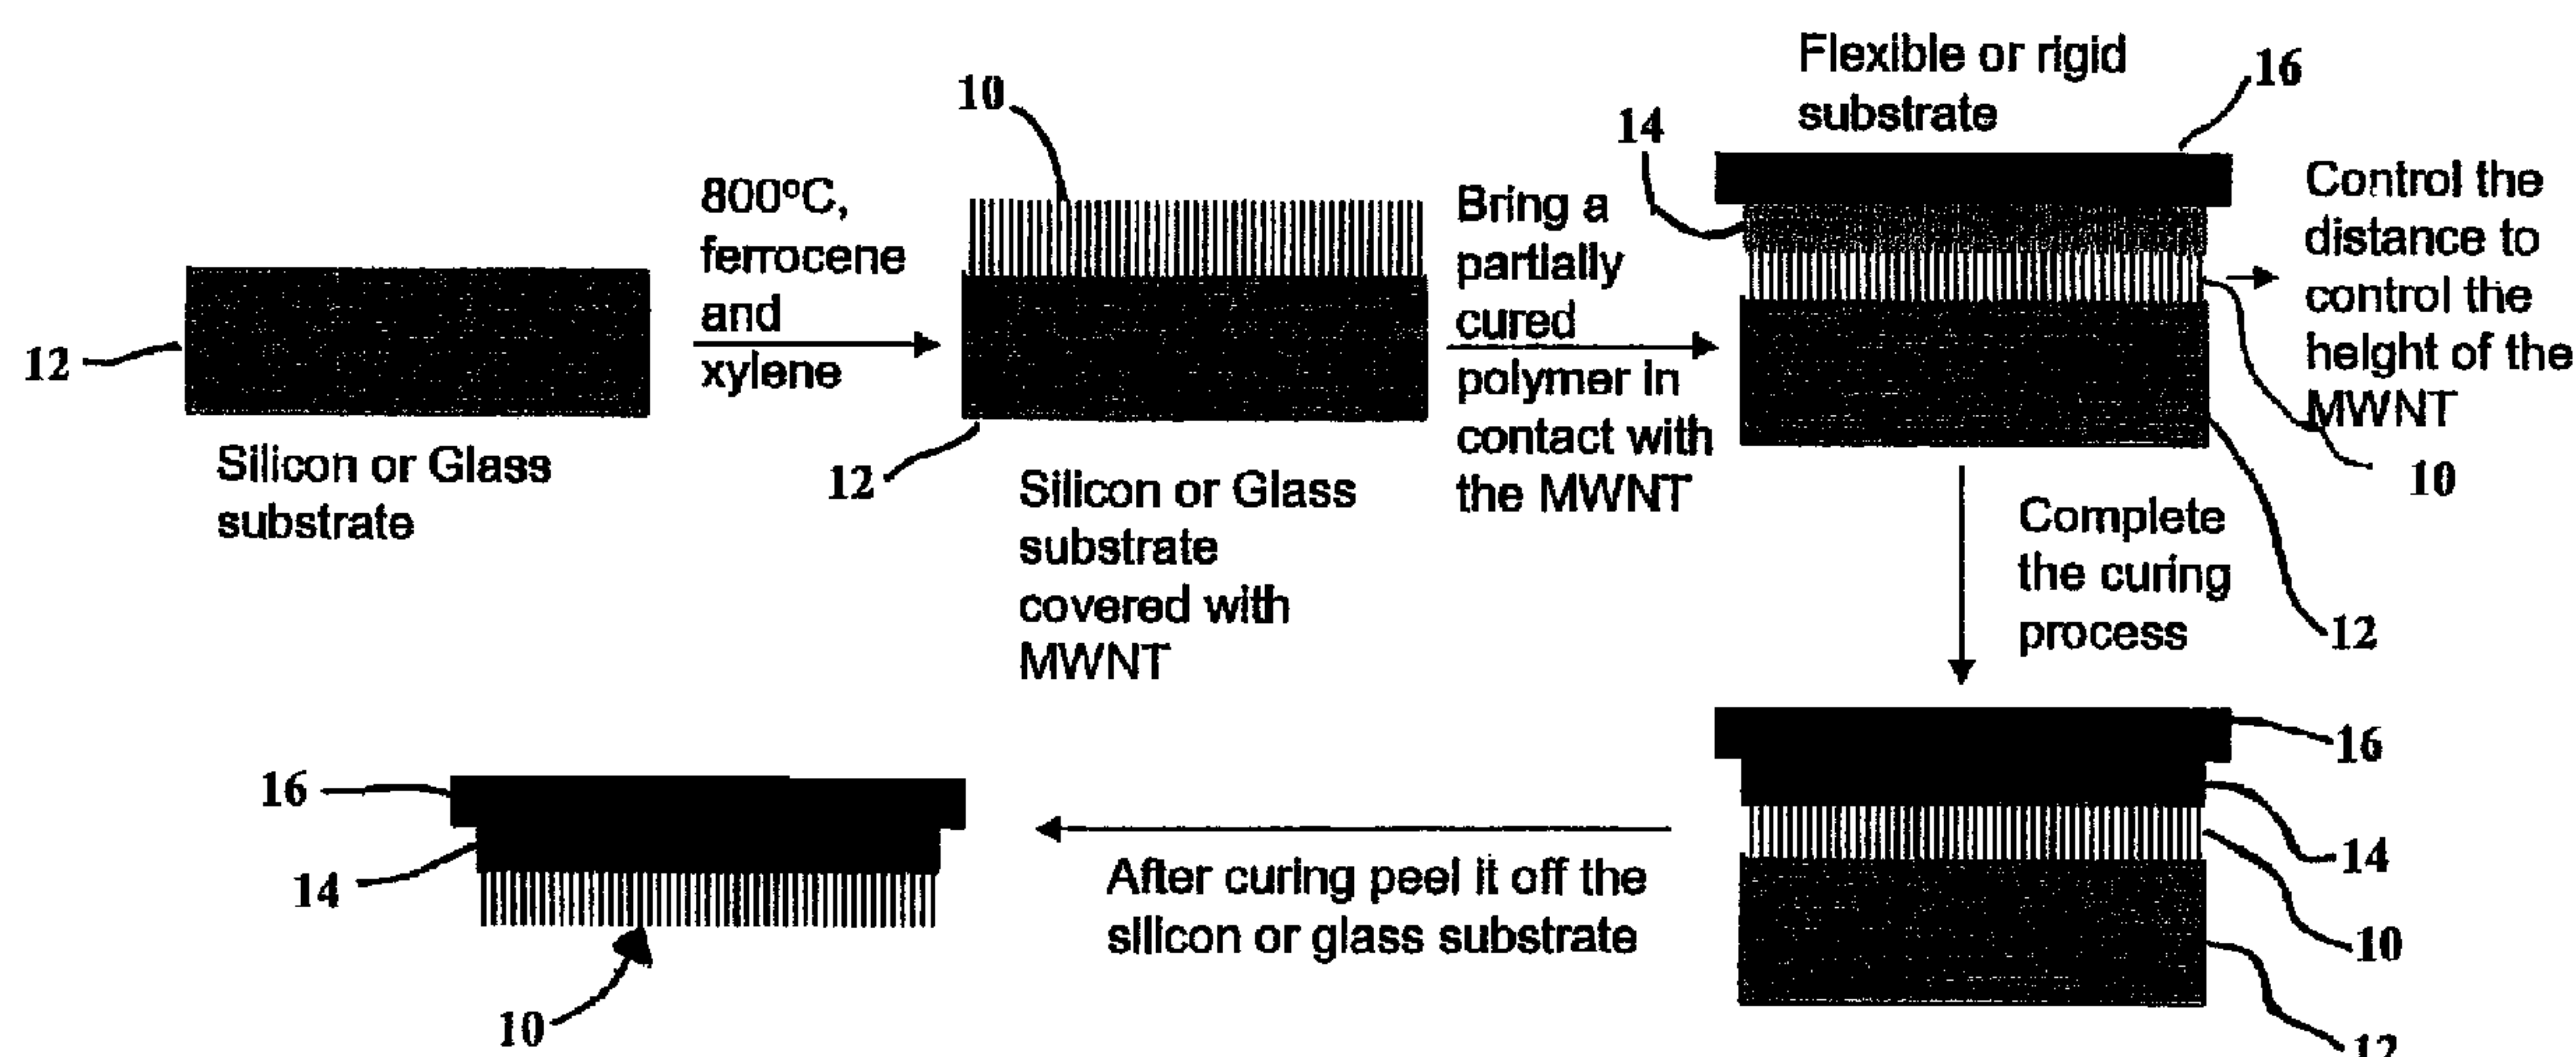 12
Silicon or Glass
substrate
800°C,
ferrocene
and
xylene
10
12
Silicon or Glass
substrate
covered with
MWNT
Bring a
partially
cured
polymer in
contact with
the MWNT
Flexible or rigid
substrate
16
14
Control the
distance to
control the
height of the
MWNT
10
12
Complete
the curing
process
16
14
10
12
After curing peel it off the
silicon or glass substrate
16
14
10